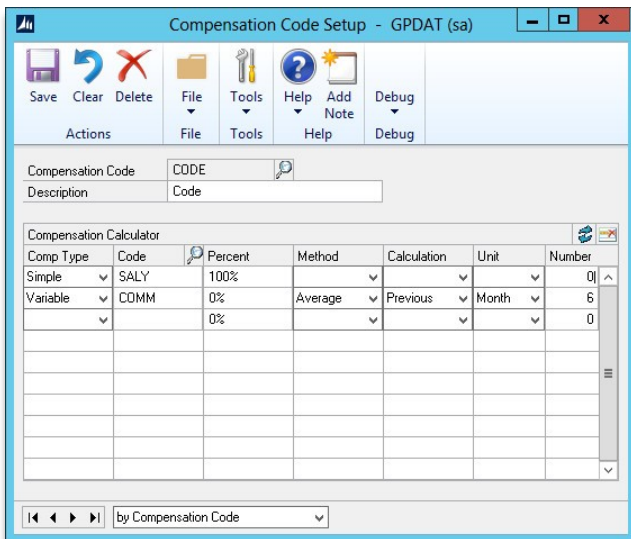 Compensation Code Setup - GPDAT (sa)
Save Clear Delete File Tools Help Add Note Debug
Actions File Tools Help Debug
Compensation Code CODE
Description Code
Compensation Calculator
Comp Type Code Percent Method Calculation Unit Number
Simple SALY 100% 0
Variable COMM 0% Average Previous Month 6
0% 0
by Compensation Code